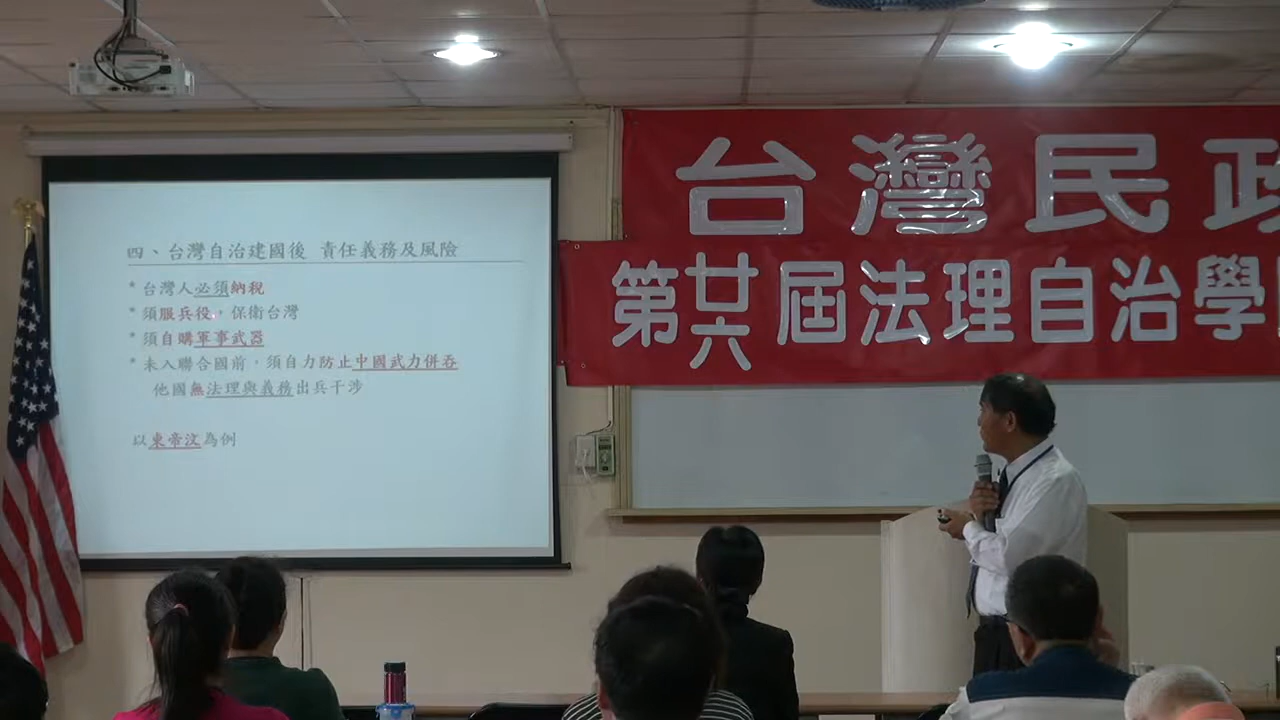 四、台灣自治建國後 責任義務及風險
* 台灣人必須納稅
* 須服兵役,保衛台灣
* 須自購軍事武器
* 未入聯合國前,須自力防止中國武力併吞
他國無法理與義務出兵干涉
以東帝汶為例
台灣民政
第廿六屆法理自治學